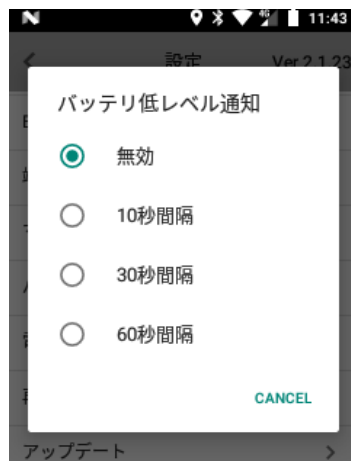 11:43
設定 Ver 2.1.23
バッテリ低レベル通知
無効
10秒間隔
30秒間隔
60秒間隔
CANCEL
アップデート